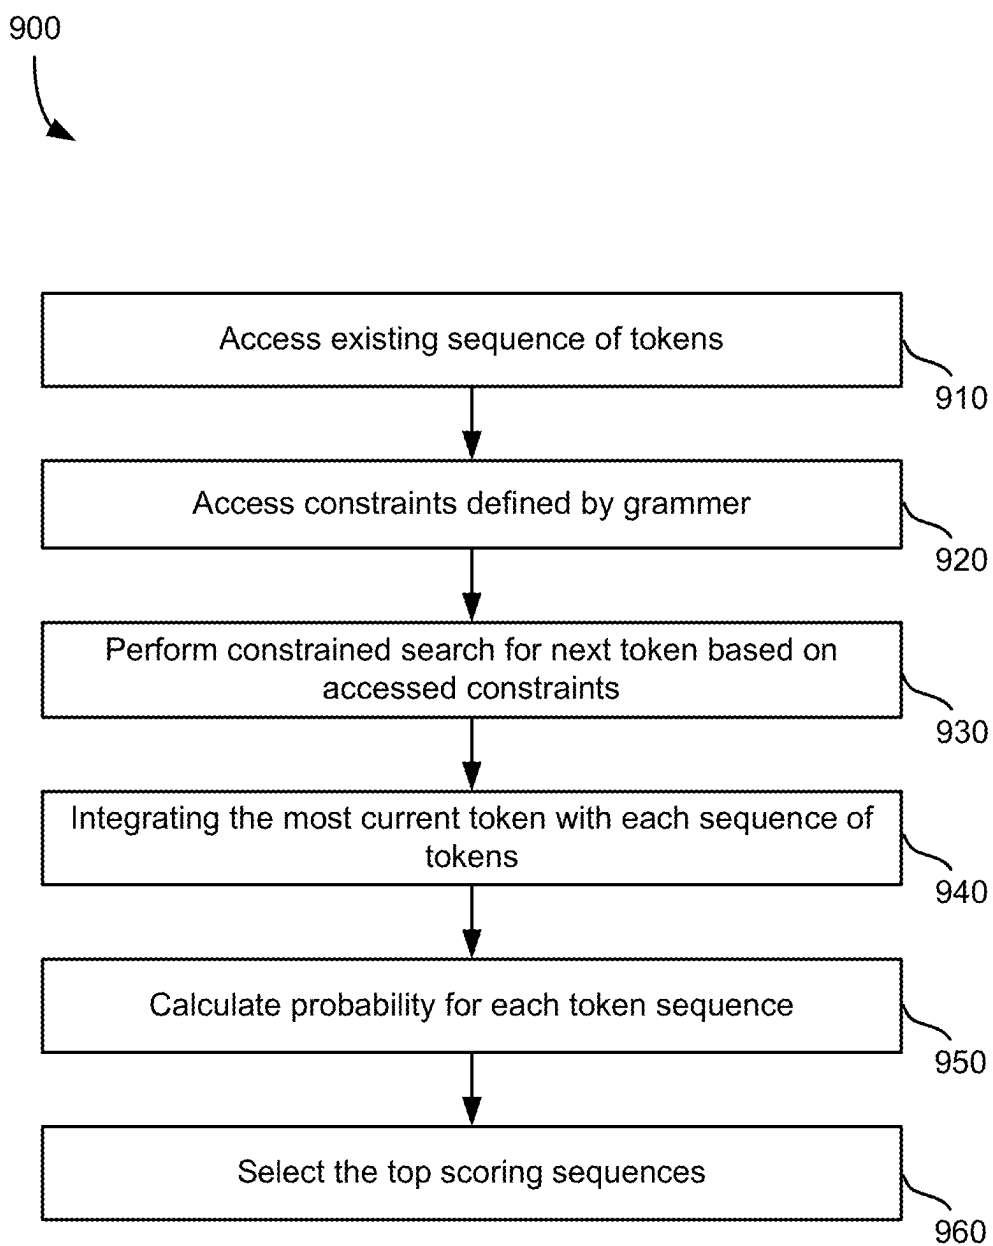 900
Access existing sequence of tokens
910
Access constraints defined by grammer
920
Perform constrained search for next token based on
accessed constraints
930
Integrating the most current token with each sequence of
tokens
940
Calculate probability for each token sequence
950
Select the top scoring sequences
960